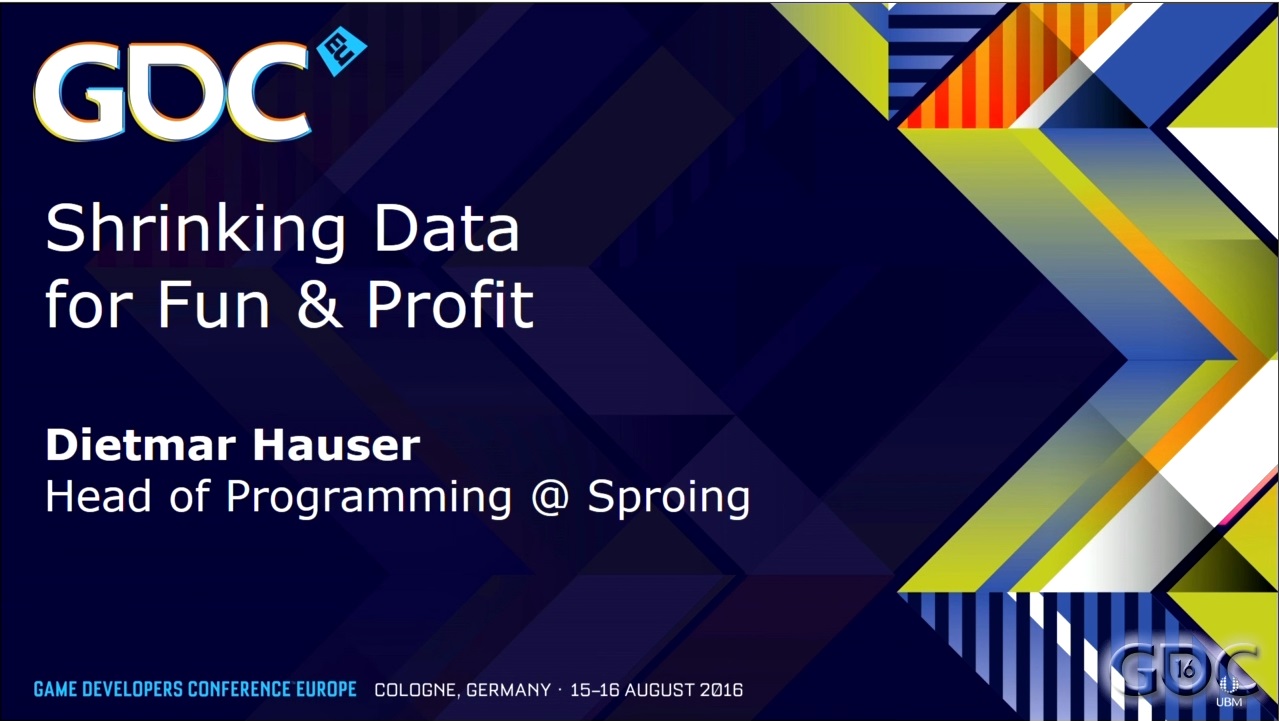 GDC EU
Shrinking Data
for Fun & Profit
Dietmar Hauser
Head of Programming @ Sproing
GAME DEVELOPERS CONFERENCE EUROPE COLOGNE, GERMANY · 15–16 AUGUST 2016
GDC 16
UBM